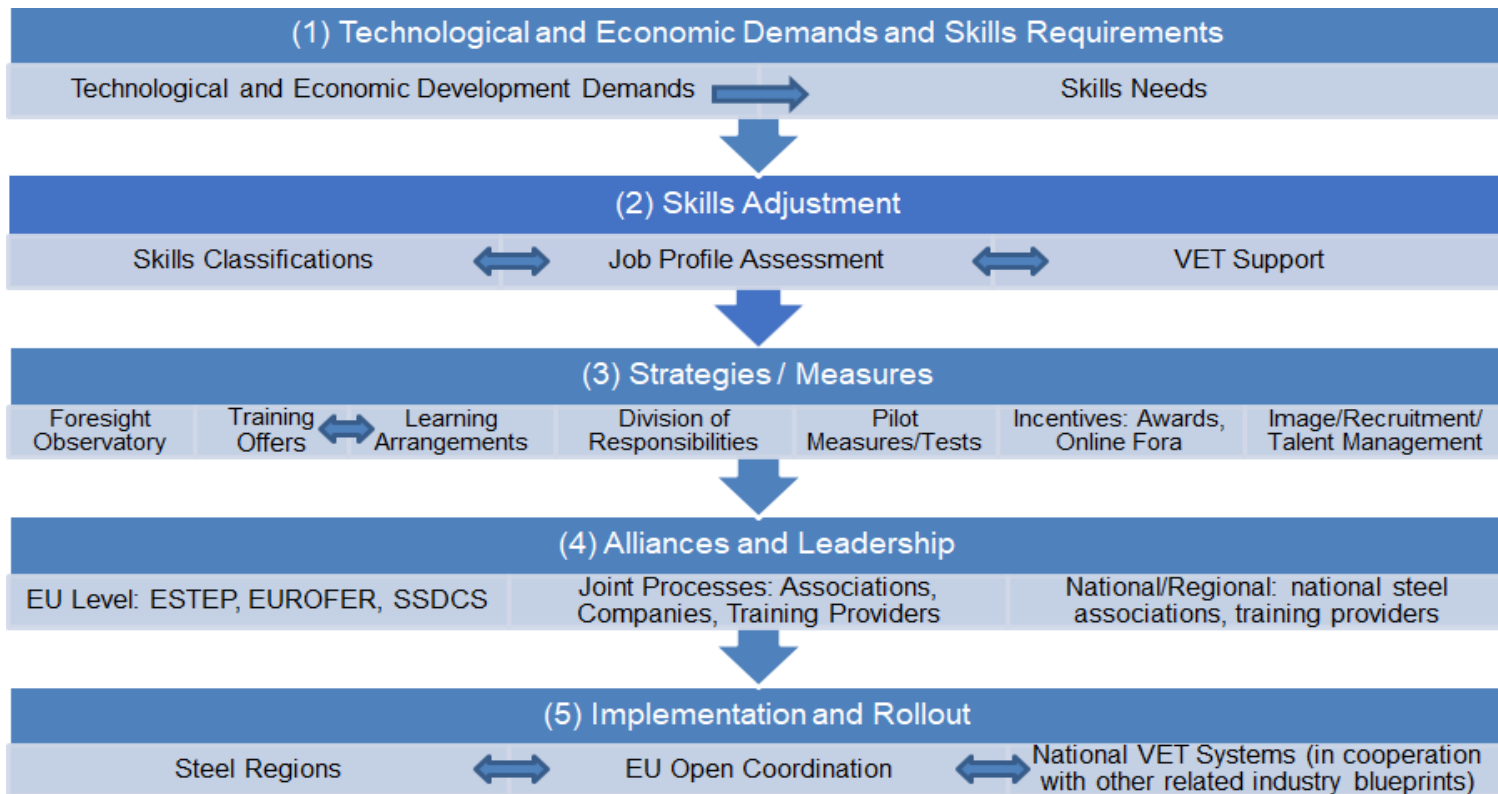 (1) Technological and Economic Demands and Skills Requirements
Technological and Economic Development Demands
Skills Needs
(2) Skills Adjustment
Skills Classifications
Job Profile Assessment
VET Support
(3) Strategies / Measures
Foresight
Observatory
Training
Offers
Learning
Arrangements
Division of
Responsibilities
Pilot
Measures/Tests
Incentives: Awards,
Online Fora
Image/Recruitment/
Talent Management
(4) Alliances and Leadership
EU Level: ESTEP, EUROFER, SSDCS
Joint Processes: Associations,
Companies, Training Providers
National/Regional: national steel
associations, training providers
(5) Implementation and Rollout
Steel Regions
EU Open Coordination
National VET Systems (in cooperation
with other related industry blueprints)